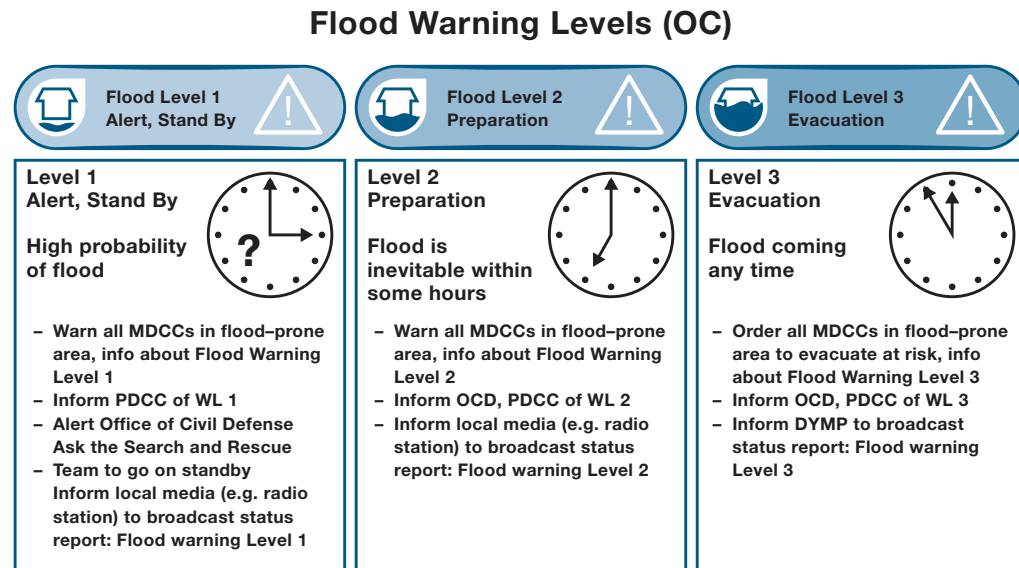 Flood Warning Levels (OC)
Flood Level 1
Alert, Stand By
!
Flood Level 2
Preparation
!
Flood Level 3
Evacuation
!
Level 1
Alert, Stand By
High probability
of flood
?
– Warn all MDCCs in flood–prone
area, info about Flood Warning
Level 1
– Inform PDCC of WL 1
– Alert Office of Civil Defense
Ask the Search and Rescue
– Team to go on standby
Inform local media (e.g. radio
station) to broadcast status
report: Flood warning Level 1
Level 2
Preparation
Flood is
inevitable within
some hours
– Warn all MDCCs in flood–prone
area, info about Flood Warning
Level 2
– Inform OCD, PDCC of WL 2
– Inform local media (e.g. radio
station) to broadcast status
report: Flood warning Level 2
Level 3
Evacuation
Flood coming
any time
– Order all MDCCs in flood–prone
area to evacuate at risk, info
about Flood Warning Level 3
– Inform OCD, PDCC of WL 3
– Inform DYMP to broadcast
status report: Flood warning
Level 3